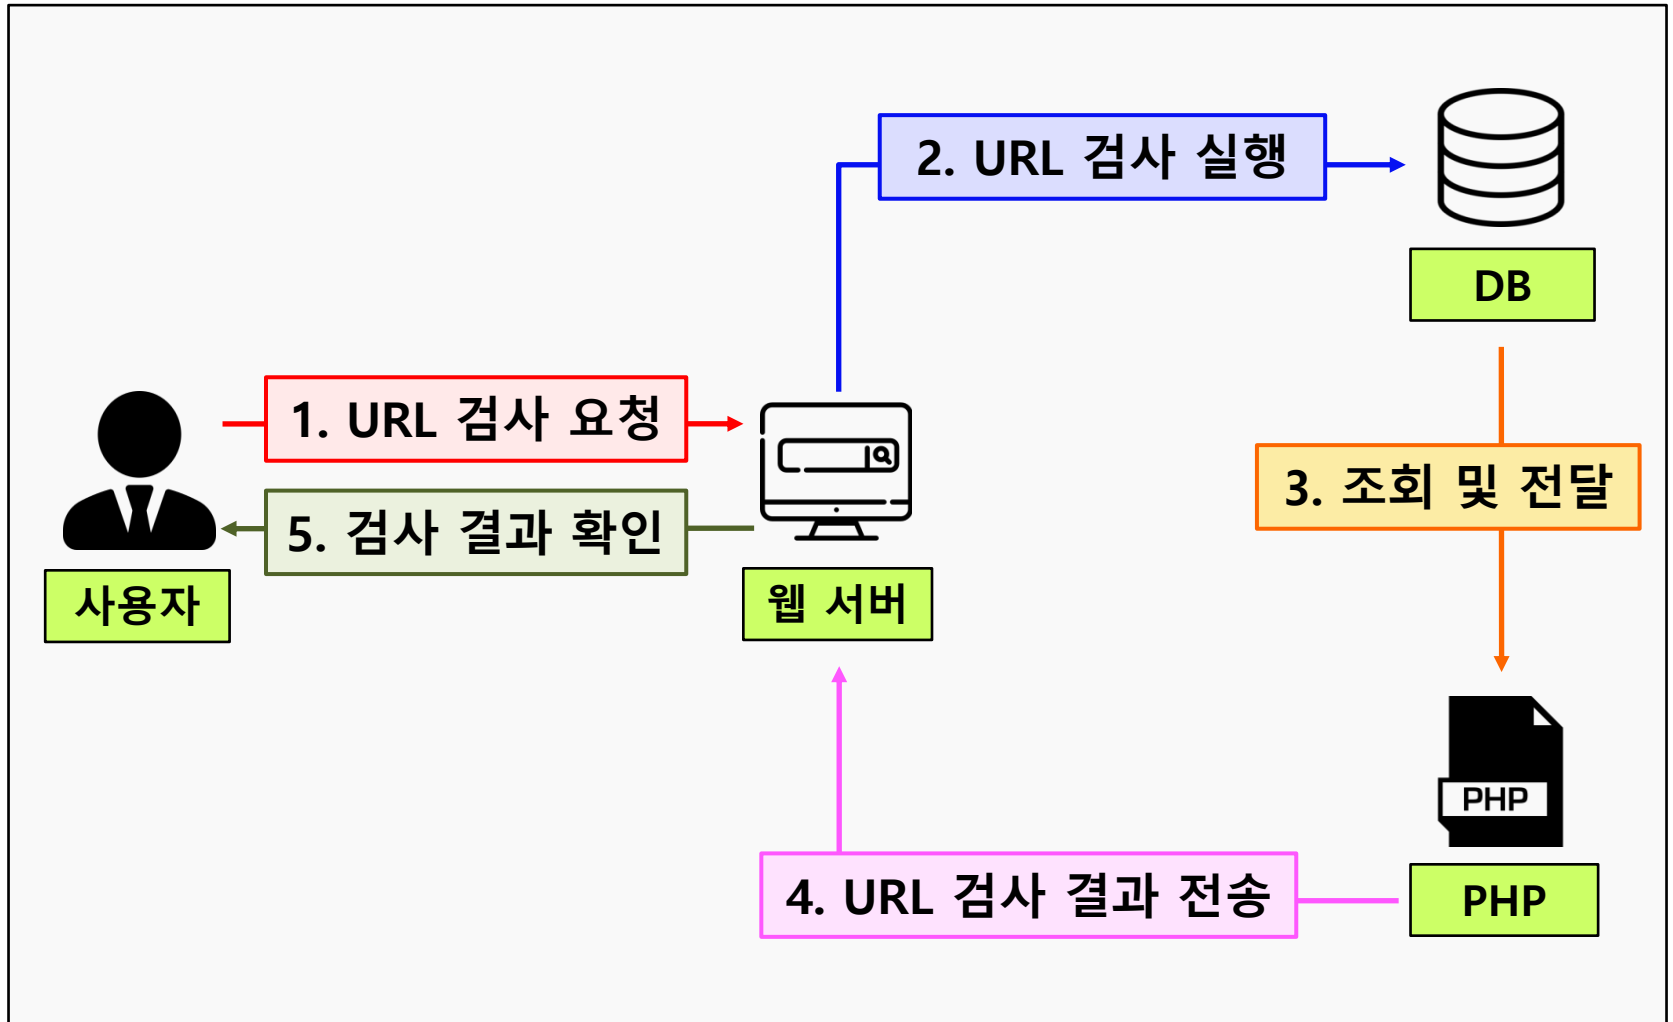 2. URL 검사 실행
DB
1. URL 검사 요청
3. 조회 및 전달
5. 검사 결과 확인
사용자
웹 서버
PHP
4. URL 검사 결과 전송
PHP